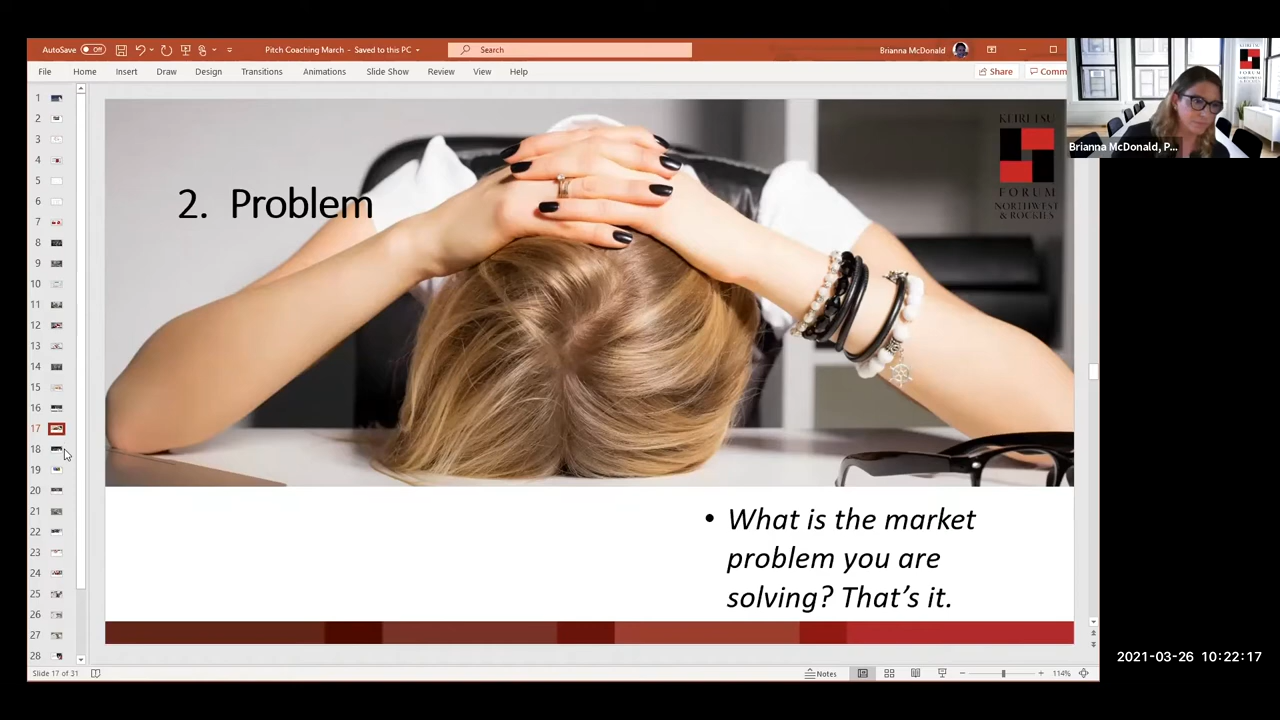 AutoSave Off Pitch Coaching March - Saved to this PC Search Brianna McDonald
File Home Insert Draw Design Transitions Animations Slide Show Review View Help Share Comm
KEIRETSU
FORUM
NORTHWEST
& ROCKIES
Brianna McDonald, P...
FORUM
1
2
3
4
5
6
7
8
9
10
11
12
13
14
15
16
17
18
19
20
21
22
23
24
25
26
27
28
2. Problem
• What is the market
problem you are
solving? That's it.
2021-03-26 10:22:17
Slide 17 of 31 Notes 114%